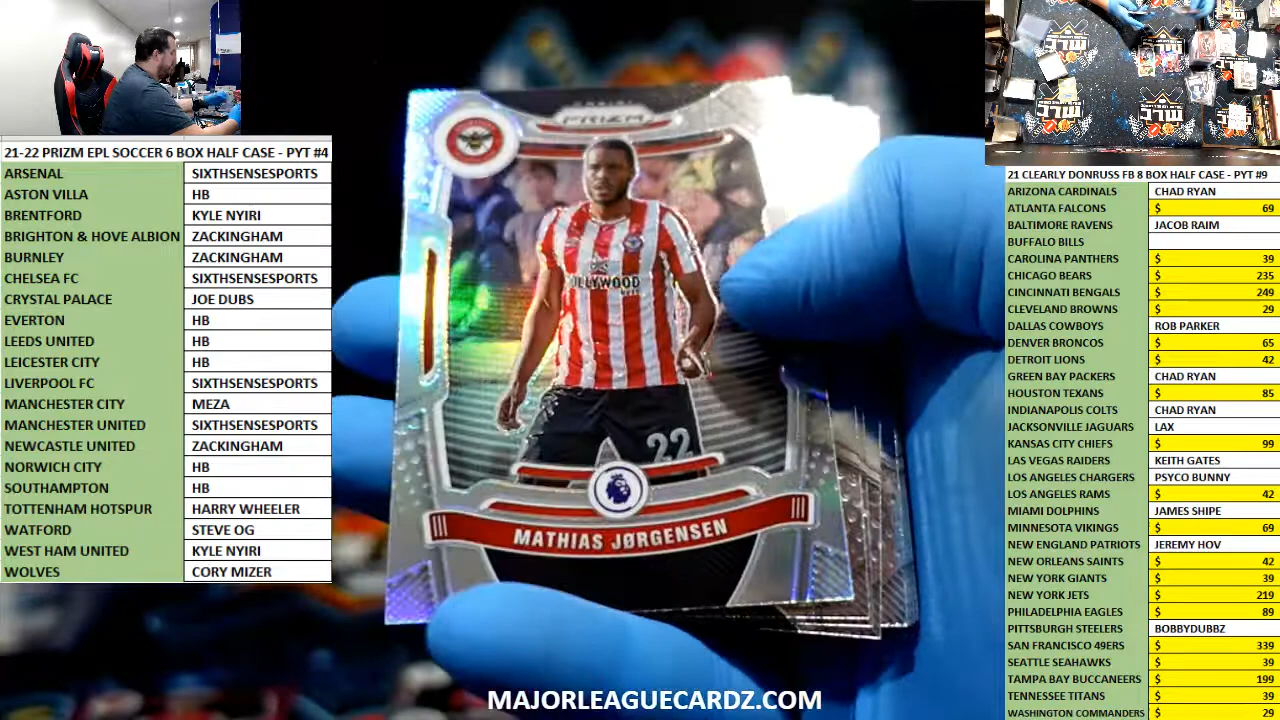 21-22 PRIZM EPL SOCCER 6 BOX HALF CASE - PYT #4
ARSENAL SIXTHSENSESPORTS
ASTON VILLA HB
BRENTFORD KYLE NYIRI
BRIGHTON & HOVE ALBION ZACKINGHAM
BURNLEY ZACKINGHAM
CHELSEA FC SIXTHSENSESPORTS
CRYSTAL PALACE JOE DUBS
EVERTON HB
LEEDS UNITED HB
LEICESTER CITY HB
LIVERPOOL FC SIXTHSENSESPORTS
MANCHESTER CITY MEZA
MANCHESTER UNITED SIXTHSENSESPORTS
NEWCASTLE UNITED ZACKINGHAM
NORWICH CITY HB
SOUTHAMPTON HB
TOTTENHAM HOTSPUR HARRY WHEELER
WATFORD STEVE OG
WEST HAM UNITED KYLE NYIRI
WOLVES CORY MIZER
PRIZM
22
MATHIAS JØRGENSEN
MAJORLEAGUECARDZ.COM
21 CLEARLY DONRUSS FB 8 BOX HALF CASE - PYT #9
ARIZONA CARDINALS CHAD RYAN
ATLANTA FALCONS $ 69
BALTIMORE RAVENS JACOB RAIM
BUFFALO BILLS
CAROLINA PANTHERS $ 39
CHICAGO BEARS $ 235
CINCINNATI BENGALS $ 249
CLEVELAND BROWNS $ 29
DALLAS COWBOYS ROB PARKER
DENVER BRONCOS $ 65
DETROIT LIONS $ 42
GREEN BAY PACKERS CHAD RYAN
HOUSTON TEXANS $ 85
INDIANAPOLIS COLTS CHAD RYAN
JACKSONVILLE JAGUARS LAX
KANSAS CITY CHIEFS $ 99
LAS VEGAS RAIDERS KEITH GATES
LOS ANGELES CHARGERS PSYCO BUNNY
LOS ANGELES RAMS $ 42
MIAMI DOLPHINS JAMES SHIPE
MINNESOTA VIKINGS $ 69
NEW ENGLAND PATRIOTS JEREMY HOV
NEW ORLEANS SAINTS $ 42
NEW YORK GIANTS $ 39
NEW YORK JETS $ 219
PHILADELPHIA EAGLES $ 89
PITTSBURGH STEELERS BOBBYDUBBZ
SAN FRANCISCO 49ERS $ 339
SEATTLE SEAHAWKS $ 39
TAMPA BAY BUCCANEERS $ 199
TENNESSEE TITANS $ 39
WASHINGTON COMMANDERS $ 29